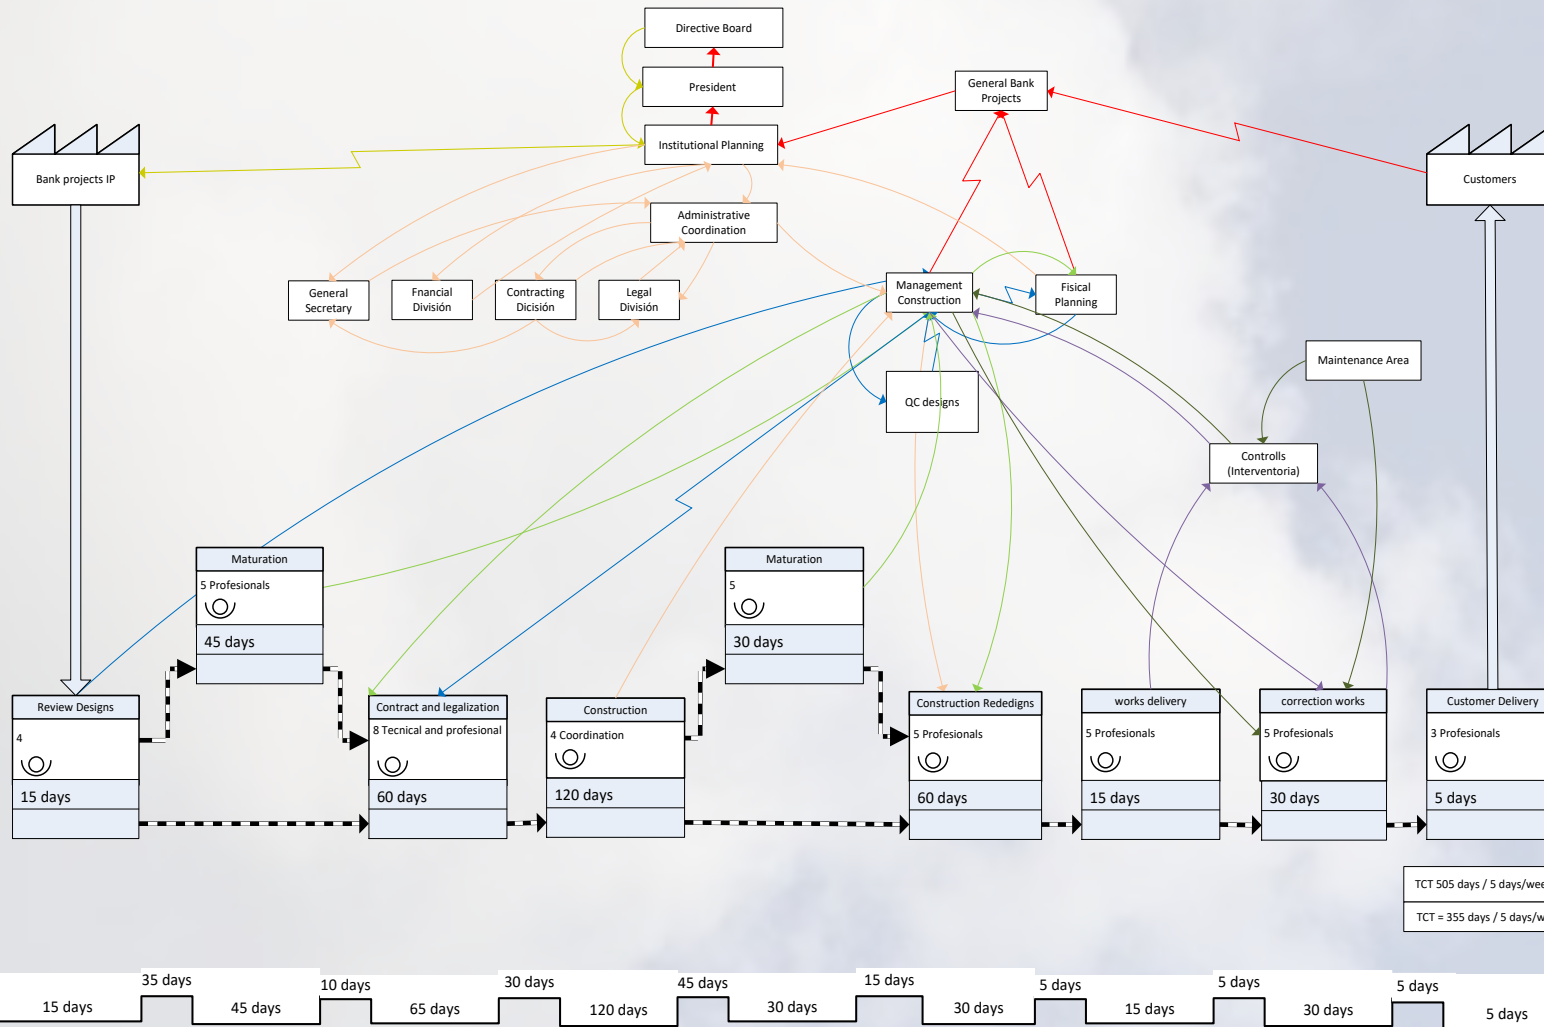 Directive Board
President
General Bank
Projects
Institutional Planning
Bank projects IP
Customers
Administrative
Coordination
General
Secretary
Fnancial
División
Contracting
Dicisión
Legal
División
Management
Construction
Fisical
Planning
Maintenance Area
QC designs
Controlls
(Interventoria)
Maturation
5 Profesionals
45 days
Maturation
5
30 days
Review Designs
4
15 days
Contract and legalization
8 Tecnical and profesional
60 days
Construction
4 Coordination
120 days
Construction Rededigns
5 Profesionals
60 days
works delivery
5 Profesionals
15 days
correction works
5 Profesionals
30 days
Customer Delivery
3 Profesionals
5 days
TCT 505 days / 5 days/wee
TCT = 355 days / 5 days/w
35 days
10 days
30 days
45 days
15 days
5 days
5 days
5 days
15 days
45 days
65 days
120 days
30 days
30 days
15 days
30 days
5 days